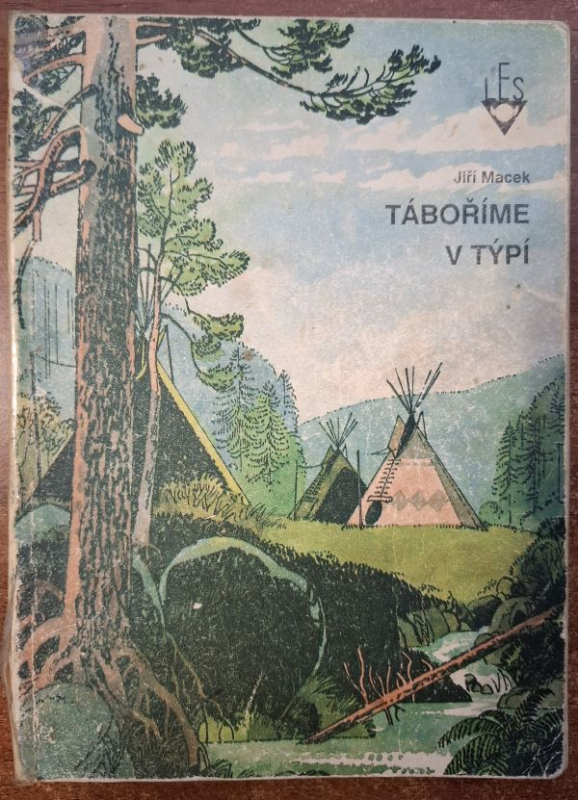 LES
Jiří Macek
TÁBOŘÍME
V TÝPÍ